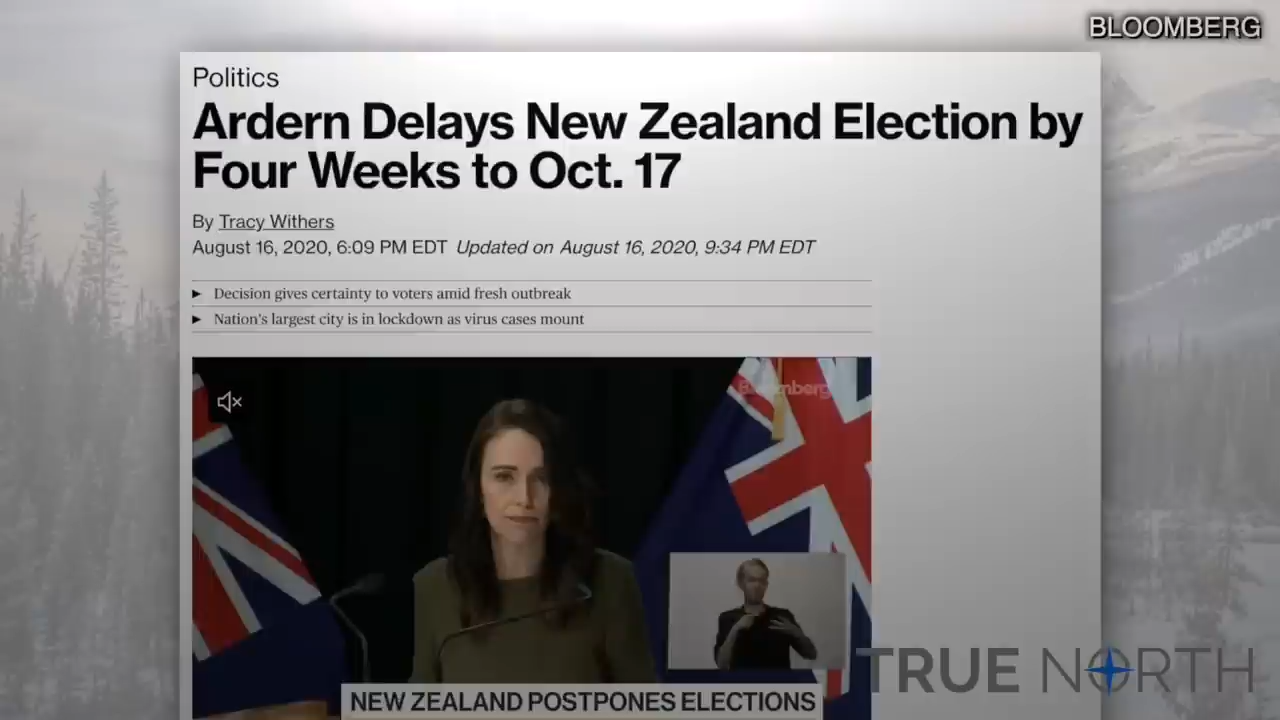 BLOOMBERG
Politics
Ardern Delays New Zealand Election by
Four Weeks to Oct. 17
By Tracy Withers
August 16, 2020, 6:09 PM EDT Updated on August 16, 2020, 9:34 PM EDT
▶ Decision gives certainty to voters amid fresh outbreak
▶ Nation's largest city is in lockdown as virus cases mount
Bloomberg
TRUE NORTH
NEW ZEALAND POSTPONES ELECTIONS